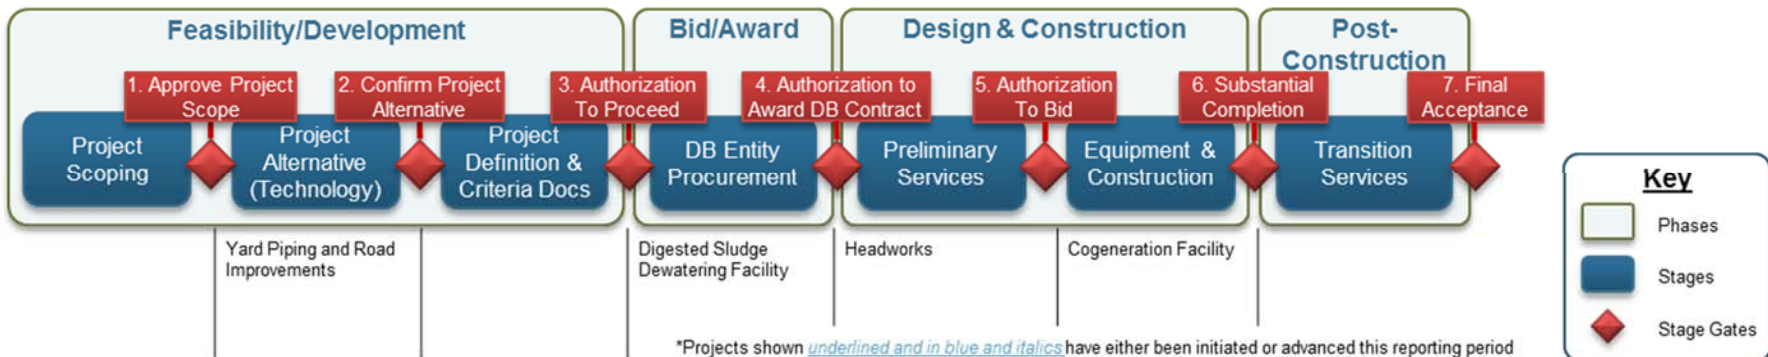 Feasibility/Development
Bid/Award
Design & Construction
Post-
Construction
1. Approve Project
Scope
2. Confirm Project
Alternative
3. Authorization
To Proceed
4. Authorization to
Award DB Contract
5. Authorization
To Bid
6. Substantial
Completion
7. Final
Acceptance
Project
Scoping
Project
Alternative
(Technology)
Project
Definition &
Criteria Docs
DB Entity
Procurement
Preliminary
Services
Equipment &
Construction
Transition
Services
Yard Piping and Road
Improvements
Digested Sludge
Dewatering Facility
Headworks
Cogeneration Facility
*Projects shown underlined and in blue and italics have either been initiated or advanced this reporting period
Key
Phases
Stages
Stage Gates